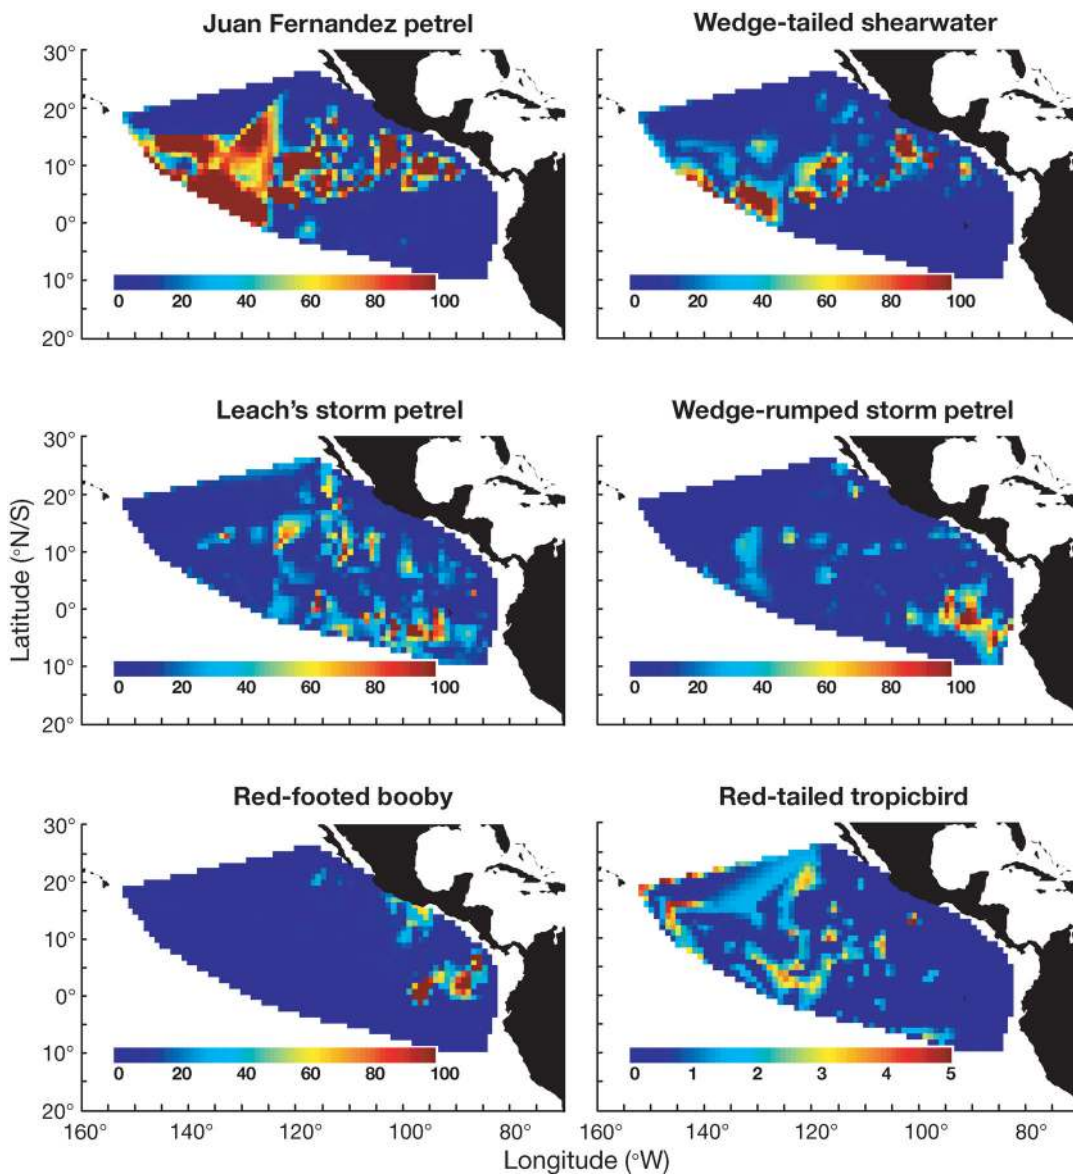 Juan Fernandez petrel
Wedge-tailed shearwater
30°
20°
10°
0°
10°
20°
0 20 40 60 80 100
0 20 40 60 80 100
Leach's storm petrel
Wedge-rumped storm petrel
30°
20°
10°
0°
10°
20°
0 20 40 60 80 100
0 20 40 60 80 100
Latitude (°N/S)
Red-footed booby
Red-tailed tropicbird
30°
20°
10°
0°
10°
20°
0 20 40 60 80 100
0 1 2 3 4 5
160° 140° 120° 100° 80°
160° 140° 120° 100° 80°
Longitude (°W)